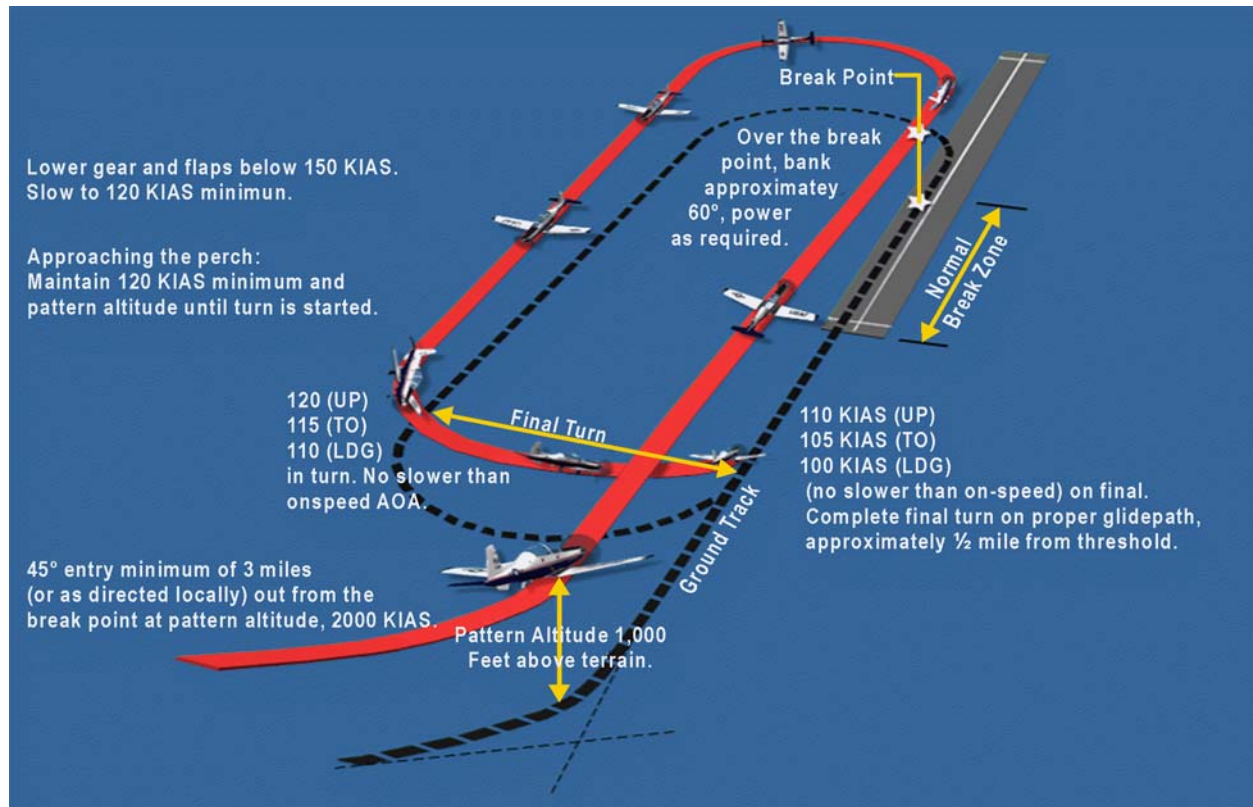 Break Point
Over the break
point, bank
approximatey
60°, power
as required.
Lower gear and flaps below 150 KIAS.
Slow to 120 KIAS minimun.
Approaching the perch:
Maintain 120 KIAS minimum and
pattern altitude until turn is started.
Normal
Break Zone
120 (UP)
115 (TO)
110 (LDG)
in turn. No slower than
onspeed AOA.
Final Turn
110 KIAS (UP)
105 KIAS (TO)
100 KIAS (LDG)
(no slower than on-speed) on final.
Complete final turn on proper glidepath,
approximately ½ mile from threshold.
Ground Track
45° entry minimum of 3 miles
(or as directed locally) out from the
break point at pattern altitude, 2000 KIAS.
Pattern Altitude 1,000
Feet above terrain.